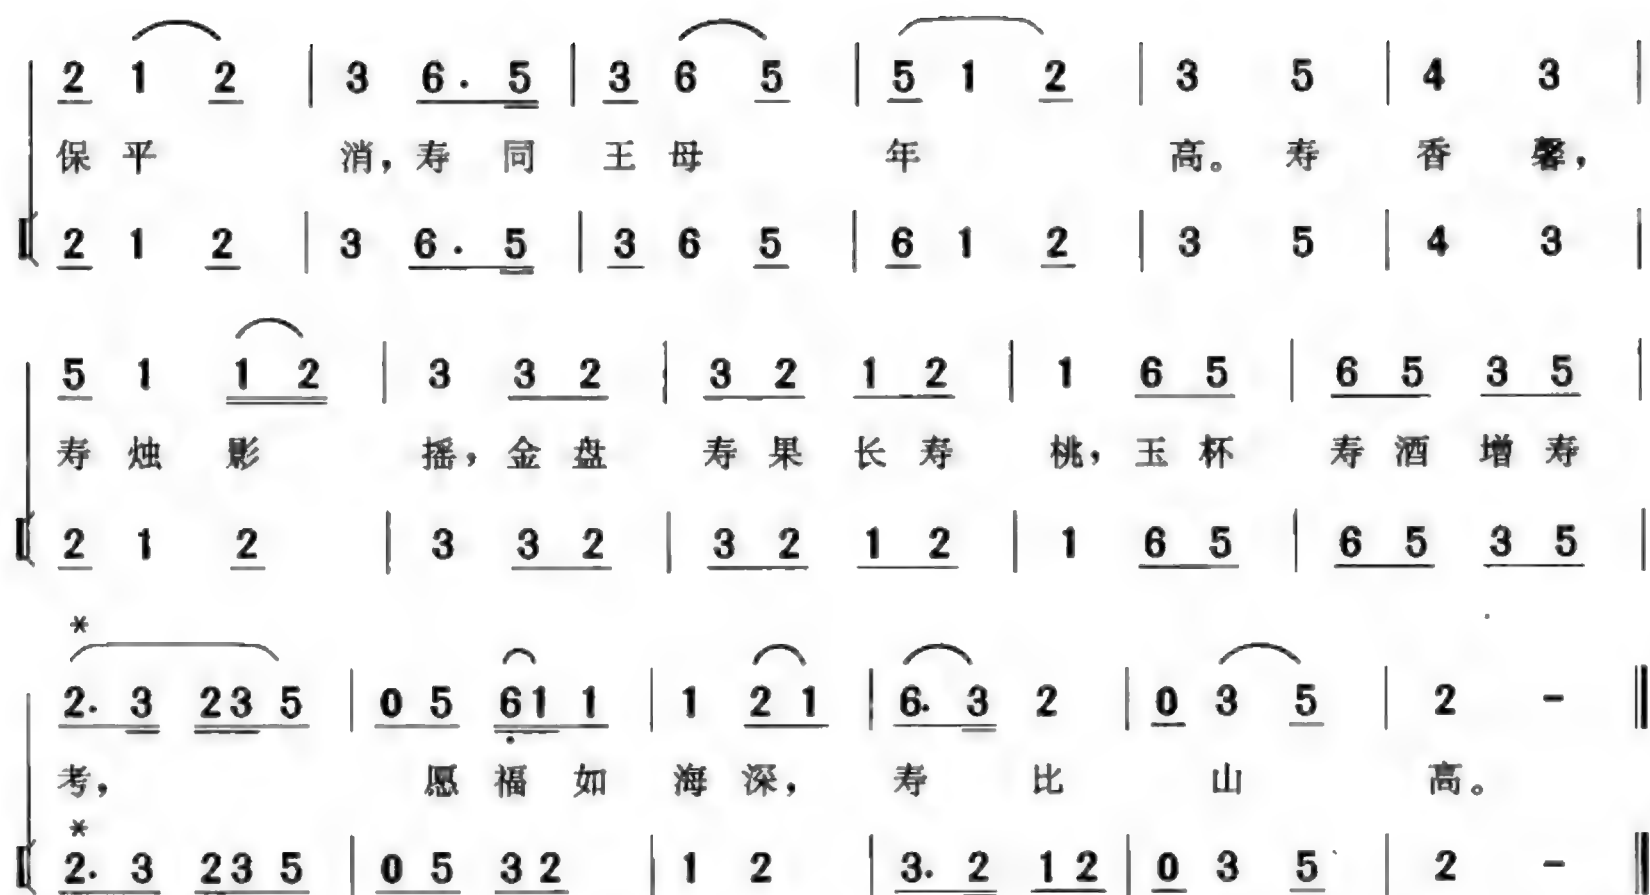 2 1 2 | 3 6. 5 | 3 6 5 | 5 1 2 | 3 5 | 4 3 |
保 平 消，寿 同 王 母 年 高。寿 香 馨，
2 1 2 | 3 6. 5 | 3 6 5 | 6 1 2 | 3 5 | 4 3 |
5 1 1 2 | 3 3 2 | 3 2 1 2 | 1 6 5 | 6 5 3 5 |
寿 烛 影 摇，金 盘 寿 果 长 寿 桃，玉 杯 寿 酒 增 寿
2 1 2 | 3 3 2 | 3 2 1 2 | 1 6 5 | 6 5 3 5 |
*
2. 3 2 3 5 | 0 5 6 1 1 | 1 2 1 | 6. 3 2 | 0 3 5 | 2 - ‖
考， 愿 福 如 海 深， 寿 比 山 高。
*
2. 3 2 3 5 | 0 5 3 2 | 1 2 | 3. 2 1 2 | 0 3 5 | 2 - ‖